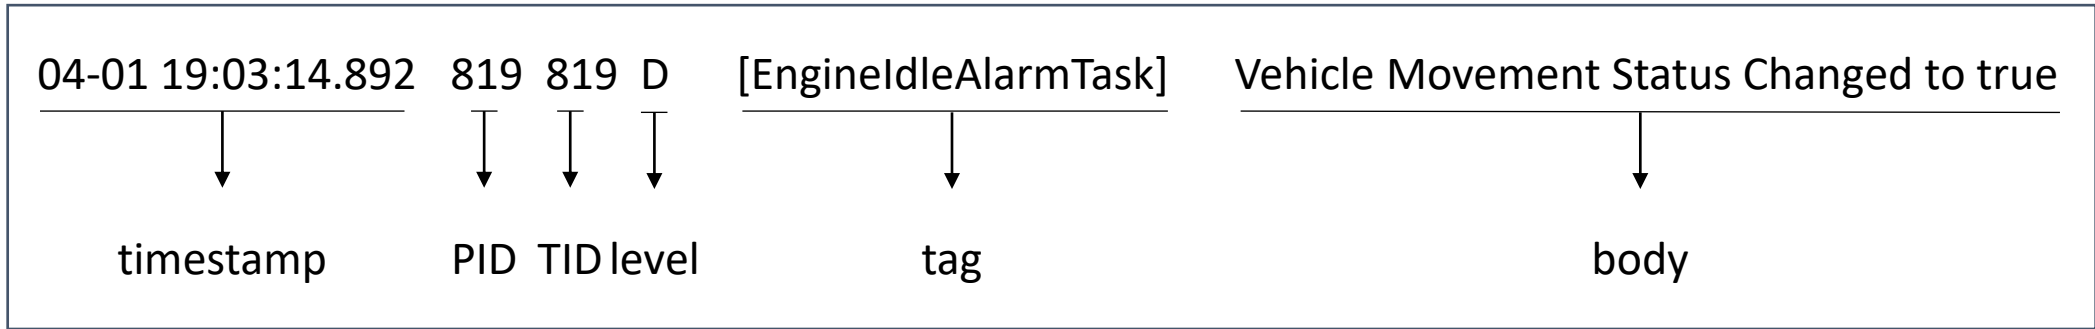 04-01 19:03:14.892 819 819 D [EngineIdleAlarmTask] Vehicle Movement Status Changed to true
timestamp PID TID level tag body